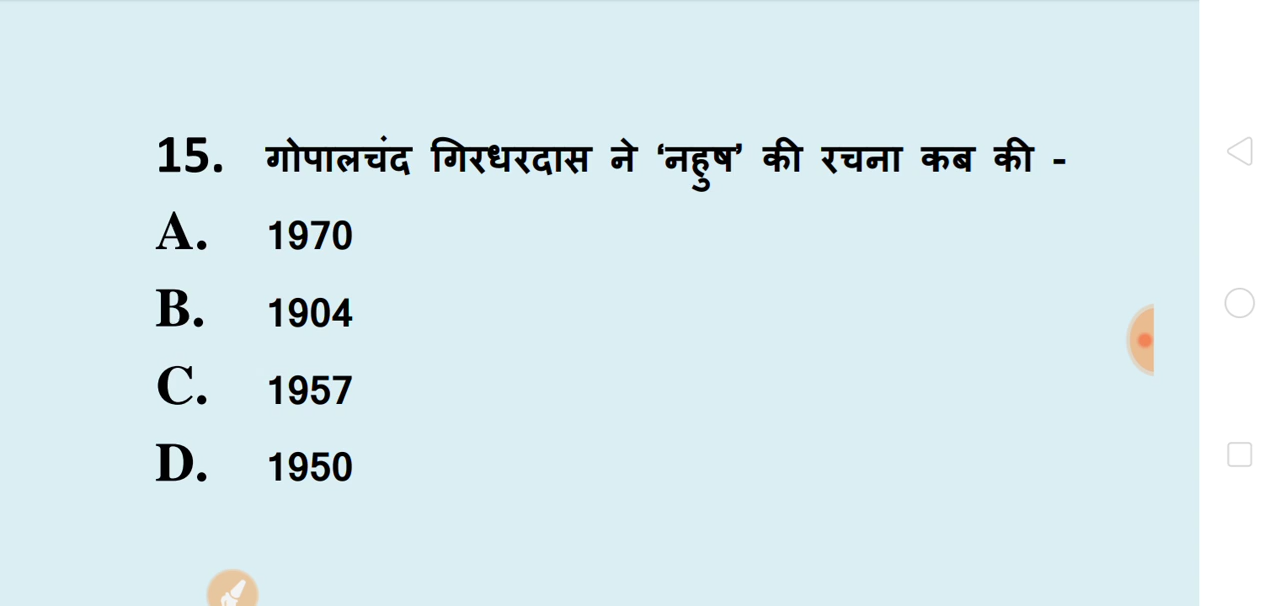 15. गोपालचंद गिरधरदास ने ‘नहुष’ की रचना कब की -
A. 1970
B. 1904
C. 1957
D. 1950